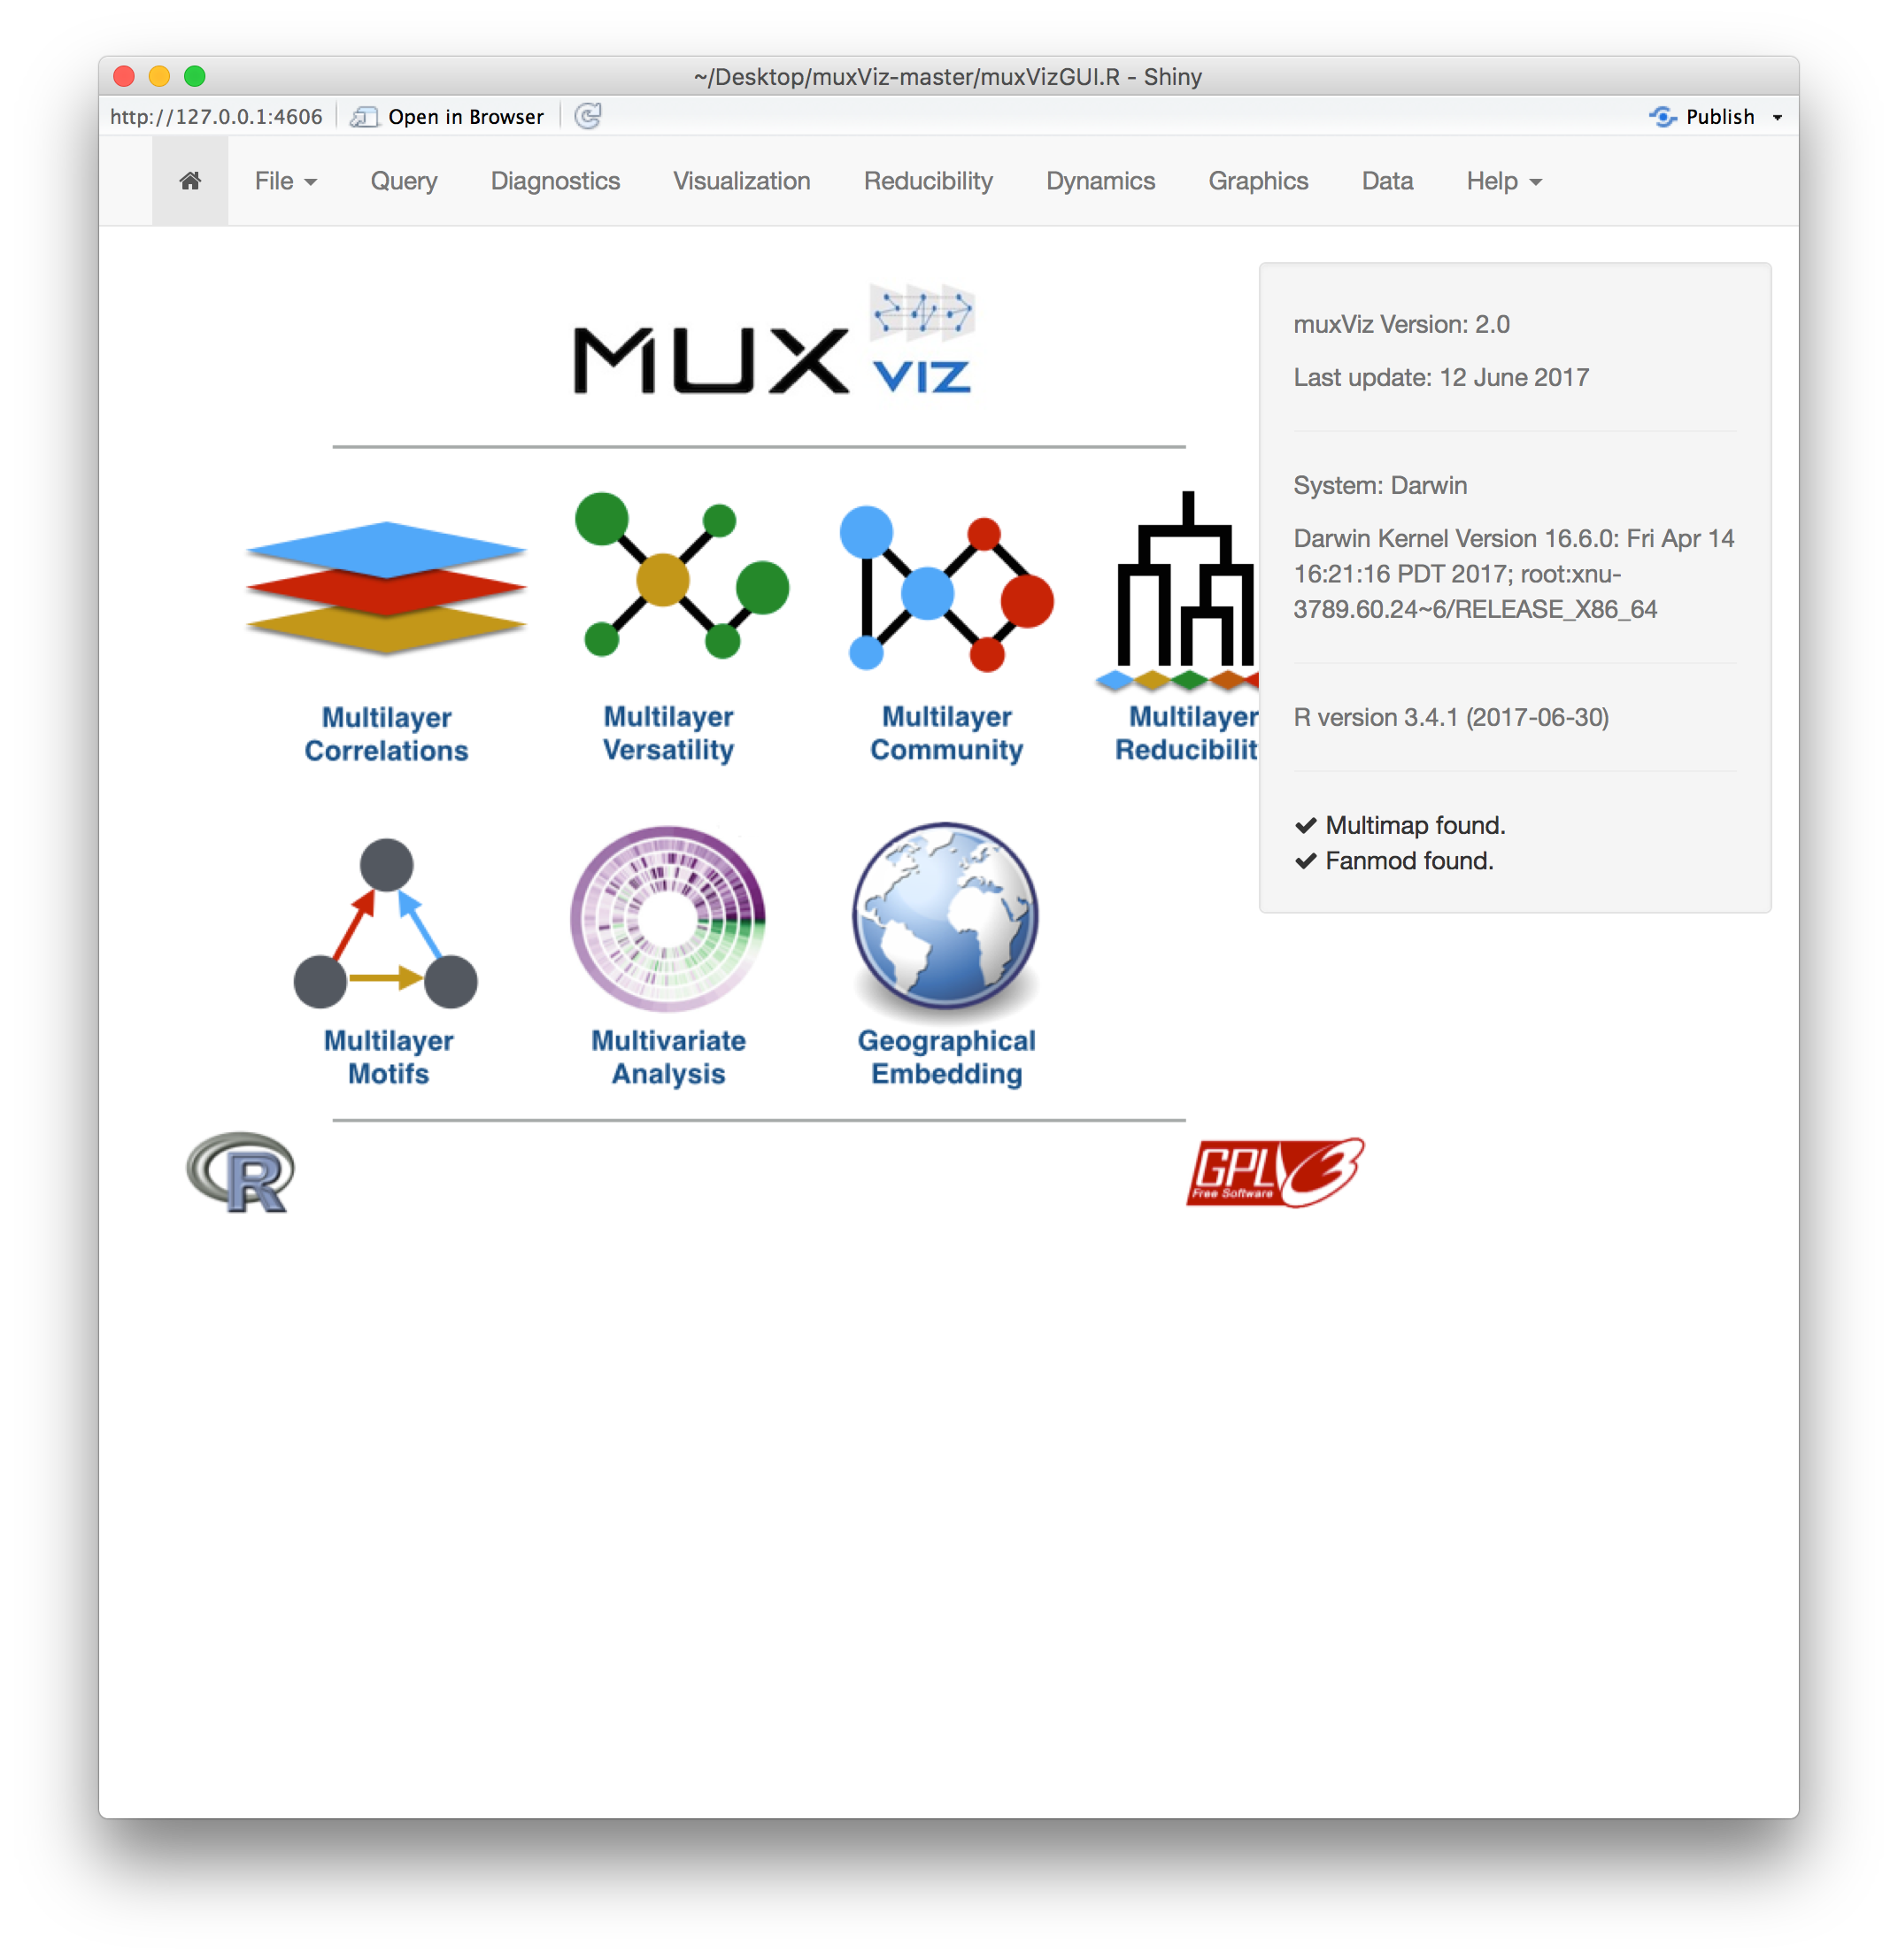 ~/Desktop/muxViz-master/muxVizGUI.R - Shiny
http://127.0.0.1:4606 Open in Browser Publish
File Query Diagnostics Visualization Reducibility Dynamics Graphics Data Help
MUX VIZ
muxViz Version: 2.0
Last update: 12 June 2017
System: Darwin
Darwin Kernel Version 16.6.0: Fri Apr 14
16:21:16 PDT 2017; root:xnu-
3789.60.24~6/RELEASE_X86_64
R version 3.4.1 (2017-06-30)
Multimap found.
Fanmod found.
Multilayer
Correlations
Multilayer
Versatility
Multilayer
Community
Multilayer
Reducibilit
Multilayer
Motifs
Multivariate
Analysis
Geographical
Embedding
R
GPL v3
Free Software